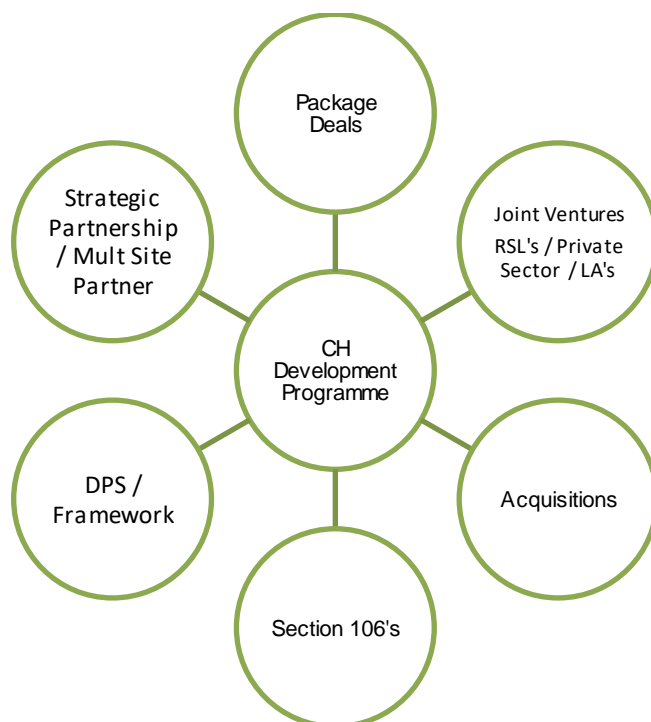 Package
Deals
Strategic
Partnership
/ Mult Site
Partner
Joint Ventures
RSL's / Private
Sector / LA's
CH
Development
Programme
DPS /
Framework
Acquisitions
Section 106's